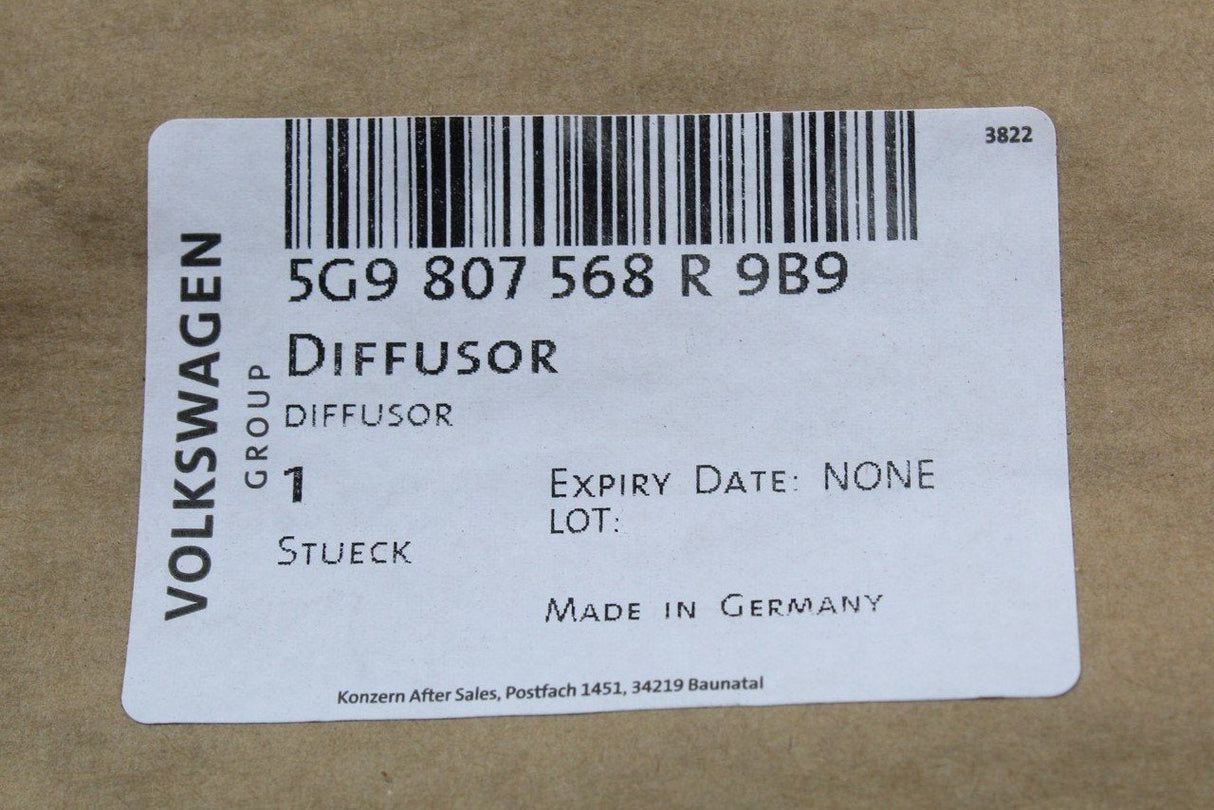 3822
VOLKSWAGEN
GROUP
5G9 807 568 R 9B9
DIFFUSOR
DIFFUSOR
1
STUECK
EXPIRY DATE: NONE
LOT:
MADE IN GERMANY
Konzern After Sales, Postfach 1451, 34219 Baunatal